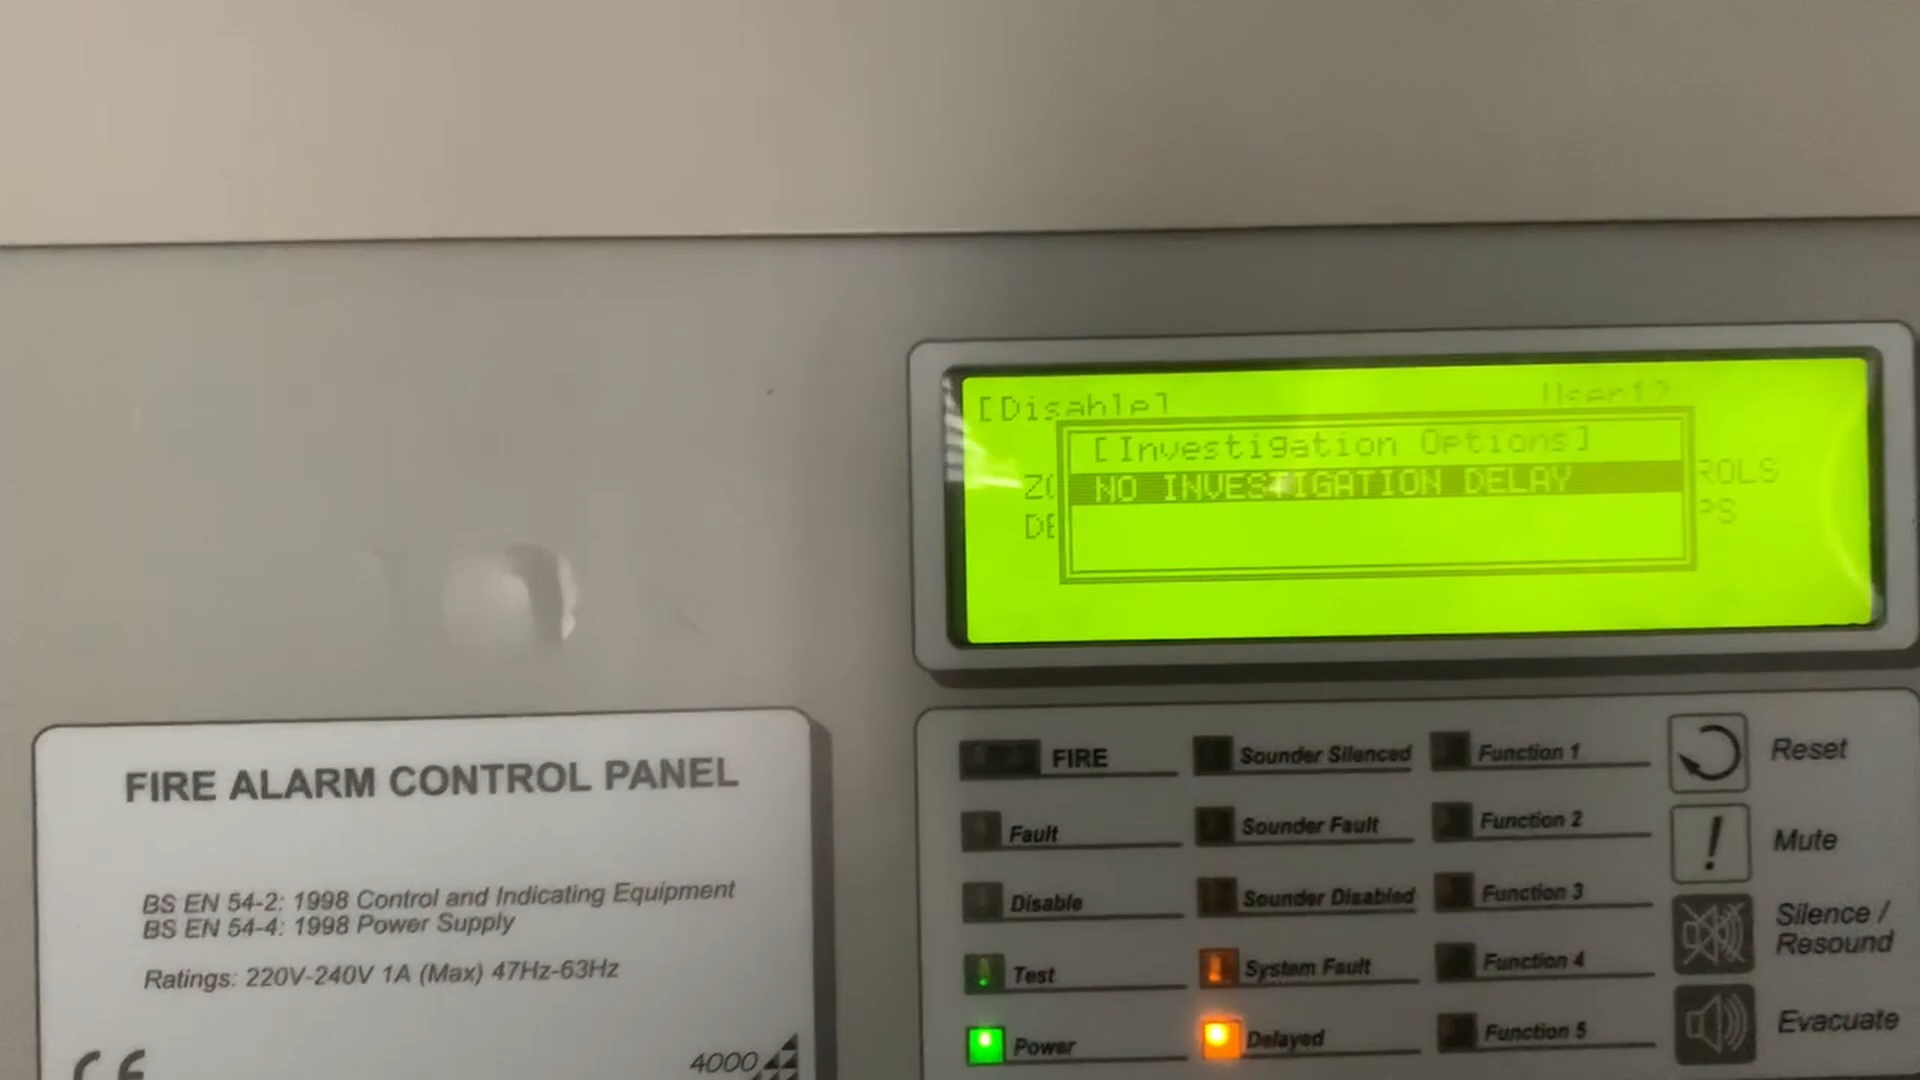 [Disable] User12
[Investigation Options]
NO INVESTIGATION DELAY
ROLS
PS
FIRE ALARM CONTROL PANEL
BS EN 54-2: 1998 Control and Indicating Equipment
BS EN 54-4: 1998 Power Supply
Ratings: 220V-240V 1A (Max) 47Hz-63Hz
CE
4000
FIRE
Fault
Disable
Test
Power
Sounder Silenced
Sounder Fault
Sounder Disabled
System Fault
Delayed
Function 1
Function 2
Function 3
Function 4
Function 5
Reset
Mute
Silence /
Resound
Evacuate